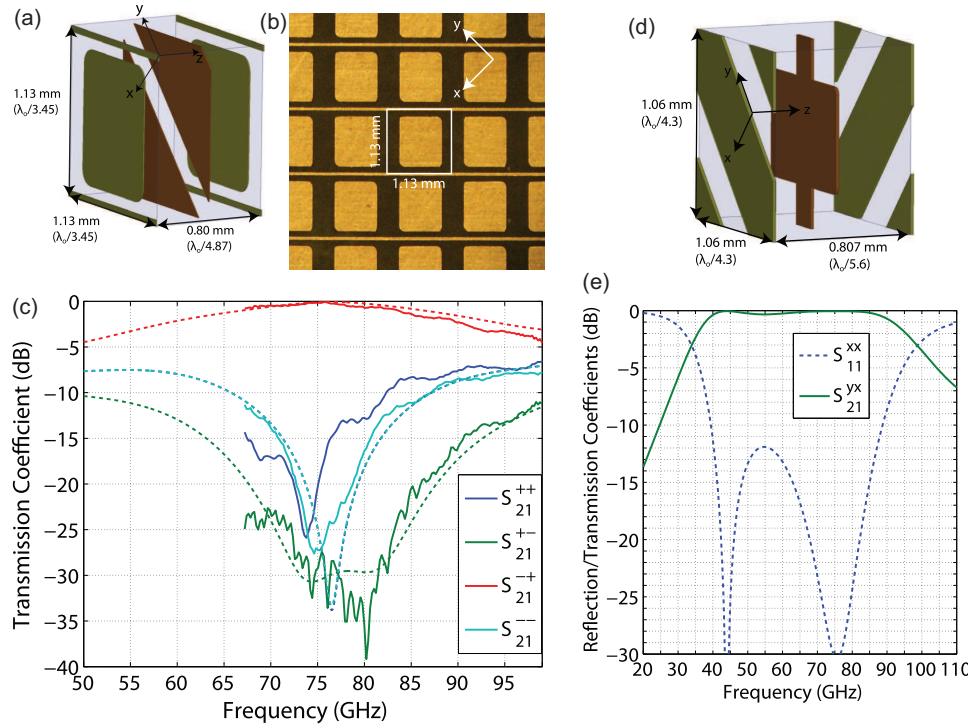 (a)
y
z
x
1.13 mm
(λₒ/3.45)
1.13 mm
(λₒ/3.45)
0.80 mm
(λₒ/4.87)
(b)
y
x
1.13 mm
1.13 mm
(d)
y
z
x
1.06 mm
(λₒ/4.3)
1.06 mm
(λₒ/4.3)
0.807 mm
(λₒ/5.6)
(c)
Transmission Coefficient (dB)
0
−5
−10
−15
−20
−25
−30
−35
−40
50 55 60 65 70 75 80 85 90 95
Frequency (GHz)
S₂₁⁺⁺
S₂₁⁺⁻
S₂₁⁻⁺
S₂₁⁻⁻
(e)
Reflection/Transmission Coefficients (dB)
0
−5
−10
−15
−20
−25
−30
20 30 40 50 60 70 80 90 100 110
Frequency (GHz)
S₁₁ˣˣ
S₂₁ʸˣ